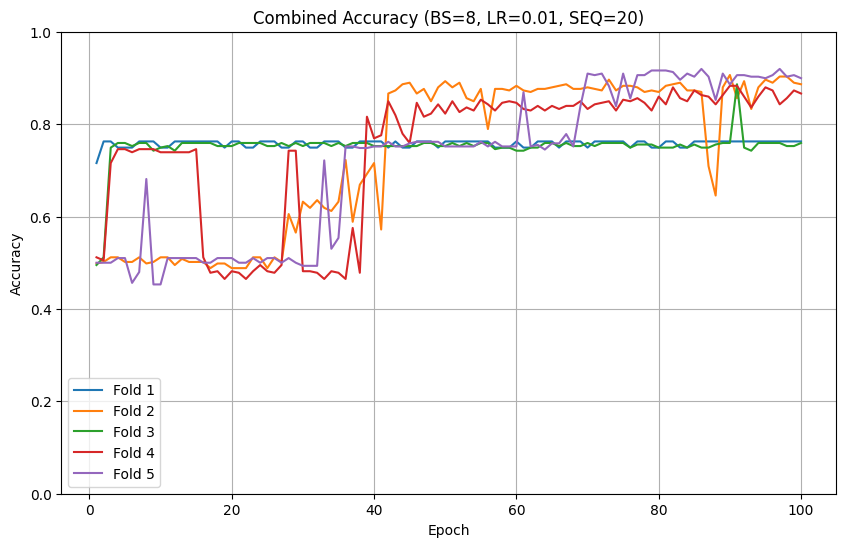 Combined Accuracy (BS=8, LR=0.01, SEQ=20)
1.0
0.8
0.6
0.4
0.2
0.0
Accuracy
Fold 1
Fold 2
Fold 3
Fold 4
Fold 5
0 20 40 60 80 100
Epoch